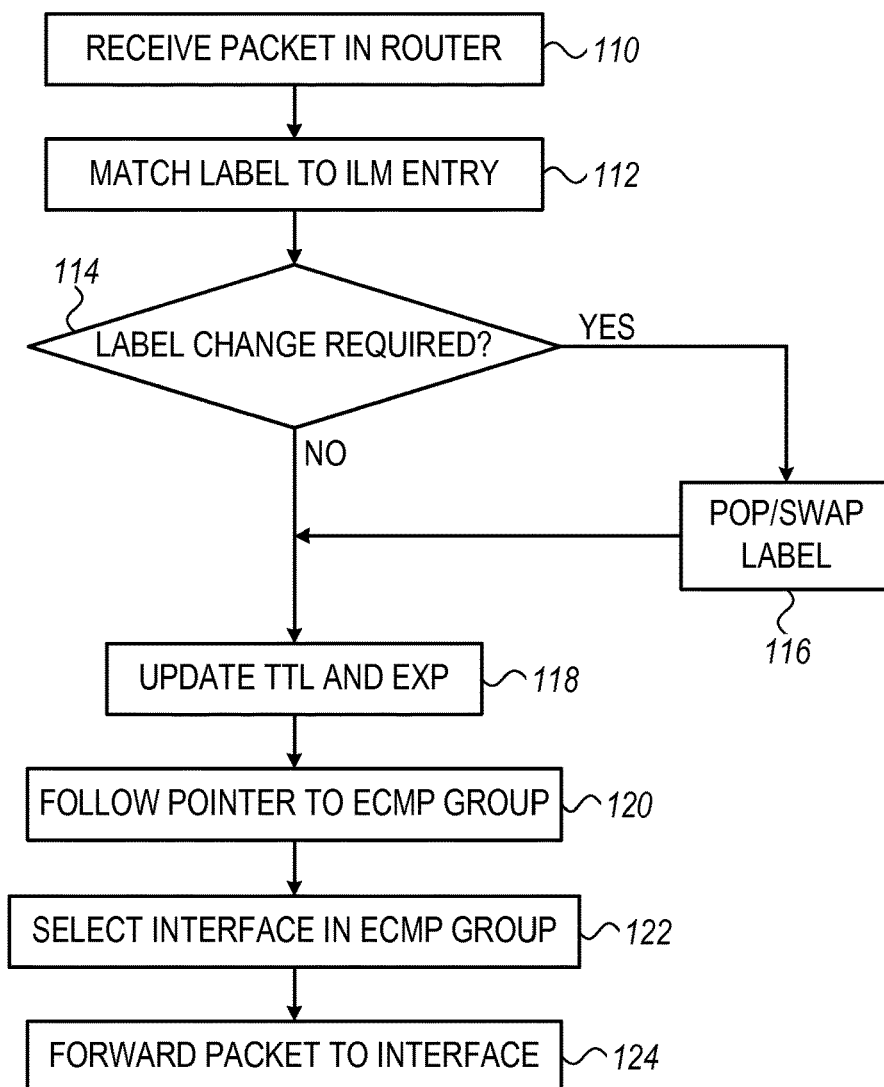 RECEIVE PACKET IN ROUTER
110
MATCH LABEL TO ILM ENTRY
112
114
LABEL CHANGE REQUIRED?
YES
NO
POP/SWAP
LABEL
116
UPDATE TTL AND EXP
118
FOLLOW POINTER TO ECMP GROUP
120
SELECT INTERFACE IN ECMP GROUP
122
FORWARD PACKET TO INTERFACE
124